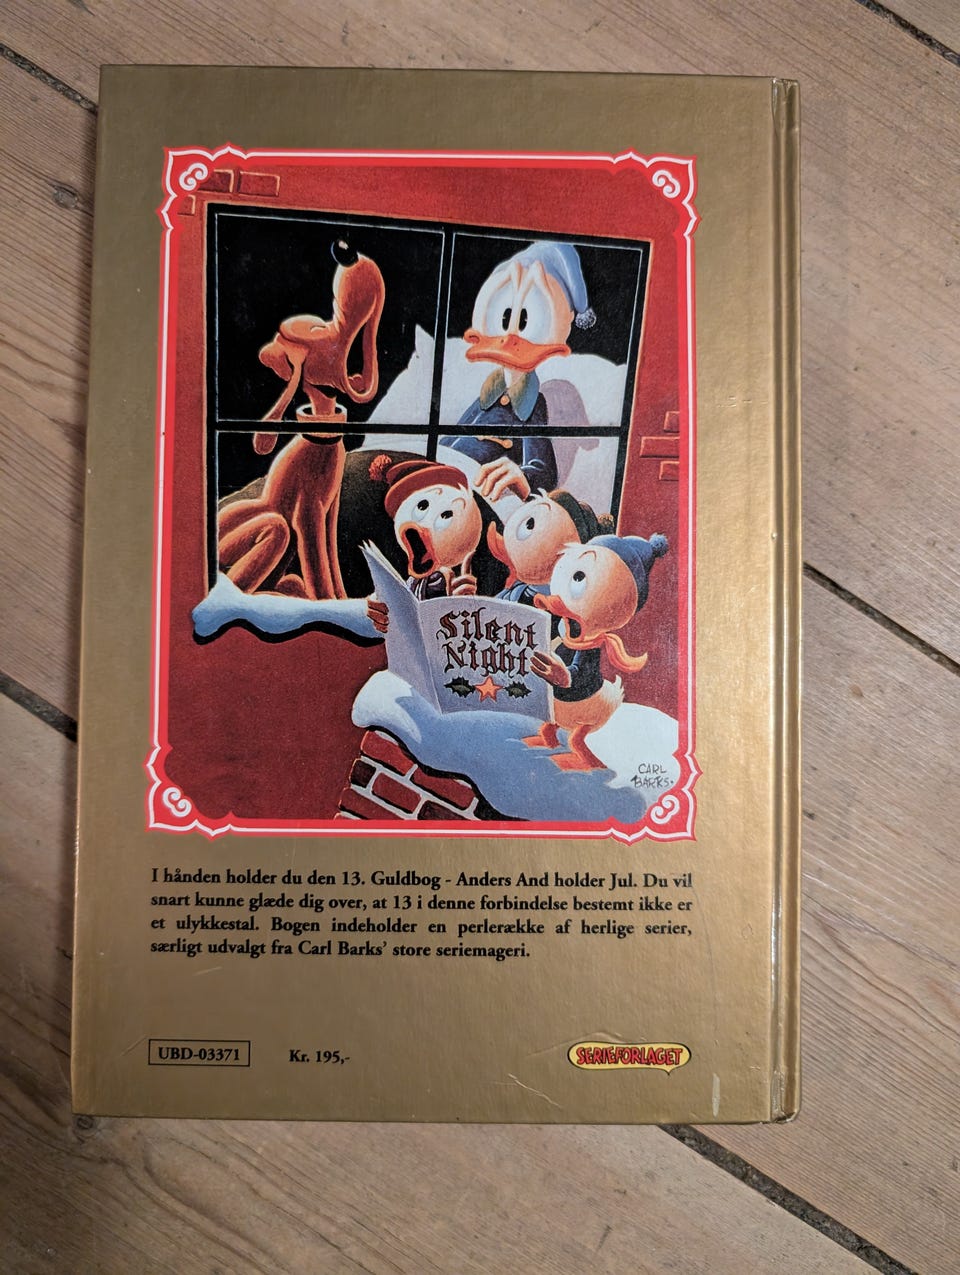 Silent
Night
CARL
BARKS.
I hånden holder du den 13. Guldbog - Anders And holder Jul. Du vil
snart kunne glæde dig over, at 13 i denne forbindelse bestemt ikke er
et ulykkestal. Bogen indeholder en perlerække af herlige serier,
særligt udvalgt fra Carl Barks’ store seriemageri.
UBD-03371 Kr. 195,- SERIEFORLAGET